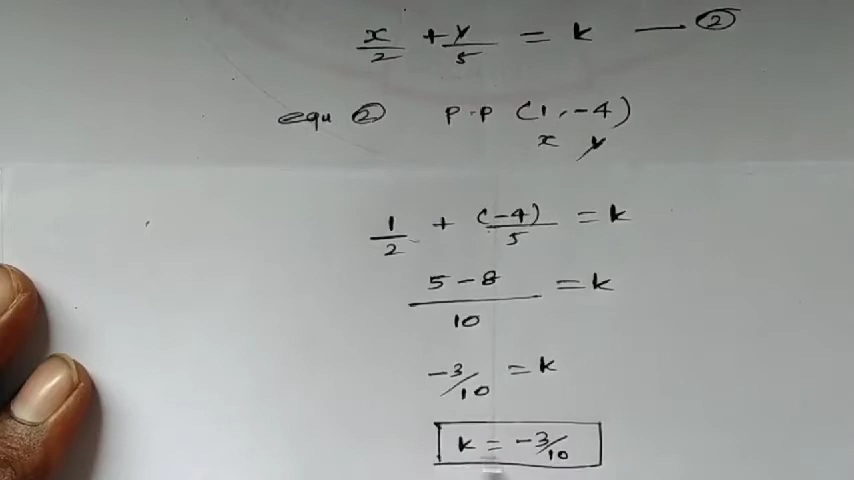 x/2 + y/5 = k — ②
equ ② p.p (1, -4)
x y
1/2 + (-4)/5 = k
5 - 8/10 = k
-3/10 = k
k = -3/10